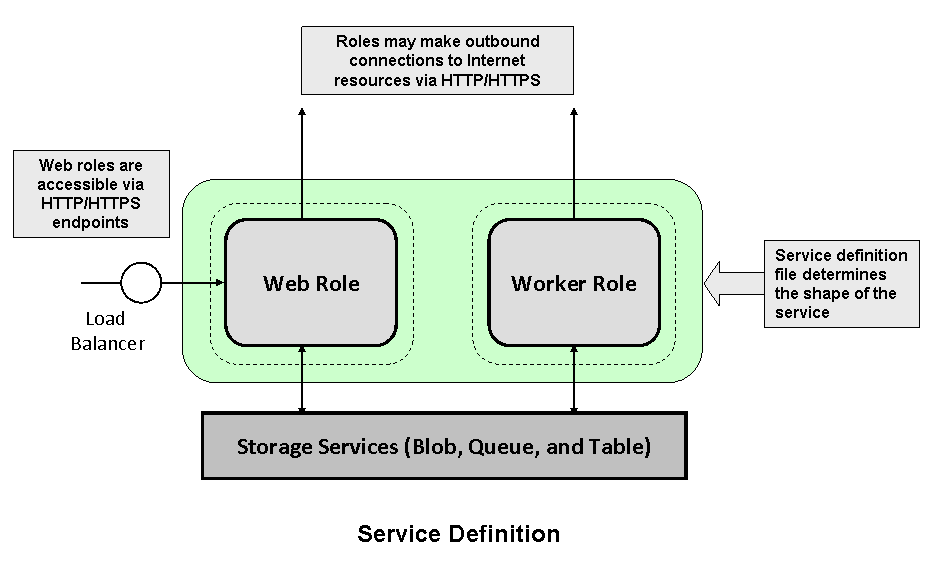 Roles may make outbound
connections to Internet
resources via HTTP/HTTPS
Web roles are
accessible via
HTTP/HTTPS
endpoints
Web Role
Worker Role
Service definition
file determines
the shape of the
service
Load
Balancer
Storage Services (Blob, Queue, and Table)
Service Definition